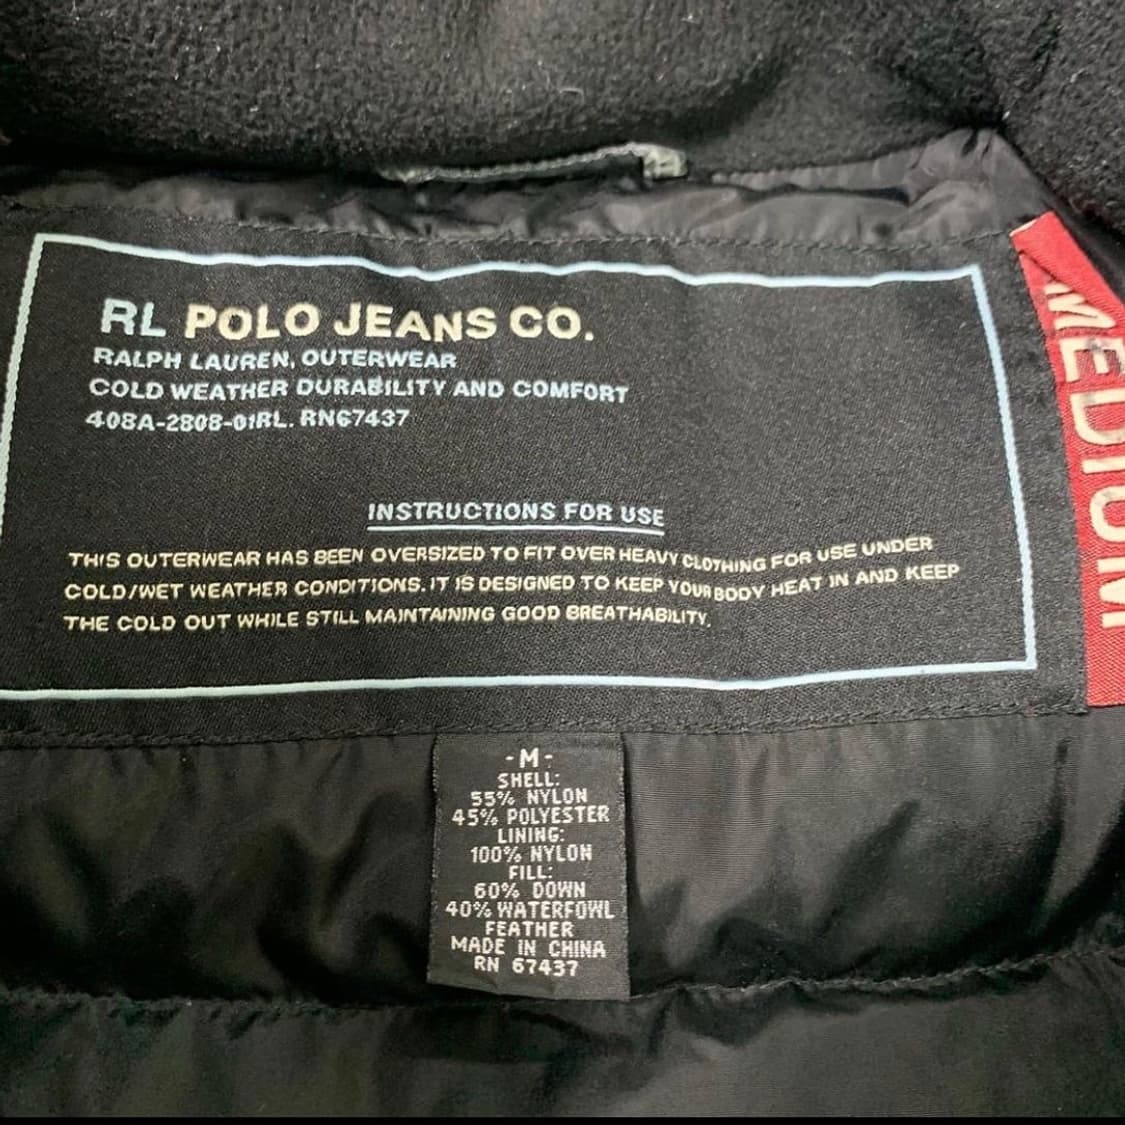 RL POLO JEANS CO.
RALPH LAUREN, OUTERWEAR
COLD WEATHER DURABILITY AND COMFORT
408A-2808-01RL. RN67437
INSTRUCTIONS FOR USE
THIS OUTERWEAR HAS BEEN OVERSIZED TO FIT OVER HEAVY CLOTHING FOR USE UNDER
COLD/WET WEATHER CONDITIONS. IT IS DESIGNED TO KEEP YOUR BODY HEAT IN AND KEEP
THE COLD OUT WHILE STILL MAINTAINING GOOD BREATHABILITY.
MEDIUM
-M-
SHELL:
55% NYLON
45% POLYESTER
LINING:
100% NYLON
FILL:
60% DOWN
40% WATERFOWL
FEATHER
MADE IN CHINA
RN 67437